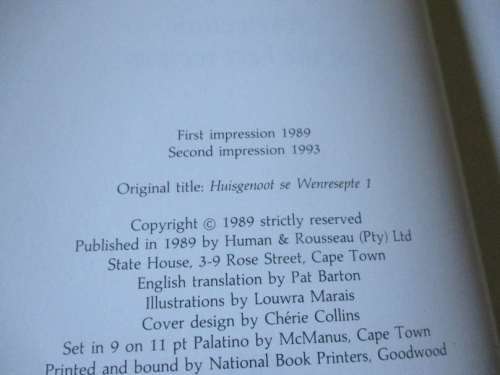 First impression 1989
Second impression 1993
Original title: Huisgenoot se Wenresepte 1
Copyright © 1989 strictly reserved
Published in 1989 by Human & Rousseau (Pty) Ltd
State House, 3-9 Rose Street, Cape Town
English translation by Pat Barton
Illustrations by Louwra Marais
Cover design by Chérie Collins
Set in 9 on 11 pt Palatino by McManus, Cape Town
Printed and bound by National Book Printers, Goodwood